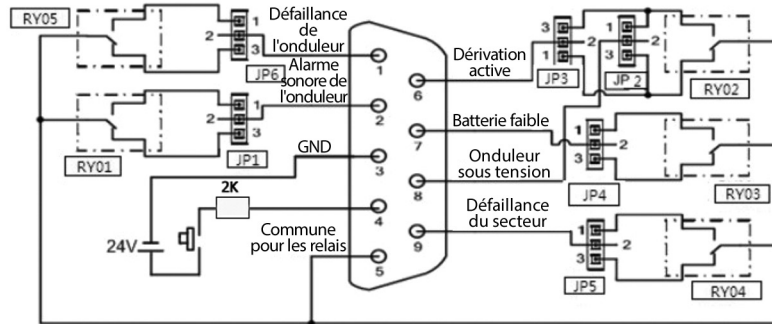 RY05
1
2
3
JP6
Défaillance
de
l'onduleur
Alarme
sonore de
l'onduleur
RY01
1
2
3
JP1
GND
2K
24V
Commune
pour les relais
1
2
3
4
5
6
7
8
9
Dérivation
active
Batterie faible
Onduleur
sous tension
Défaillance
du secteur
3
2
1
JP3
1
2
3
JP 2
RY02
1
2
3
JP4
RY03
1
2
3
JP5
RY04